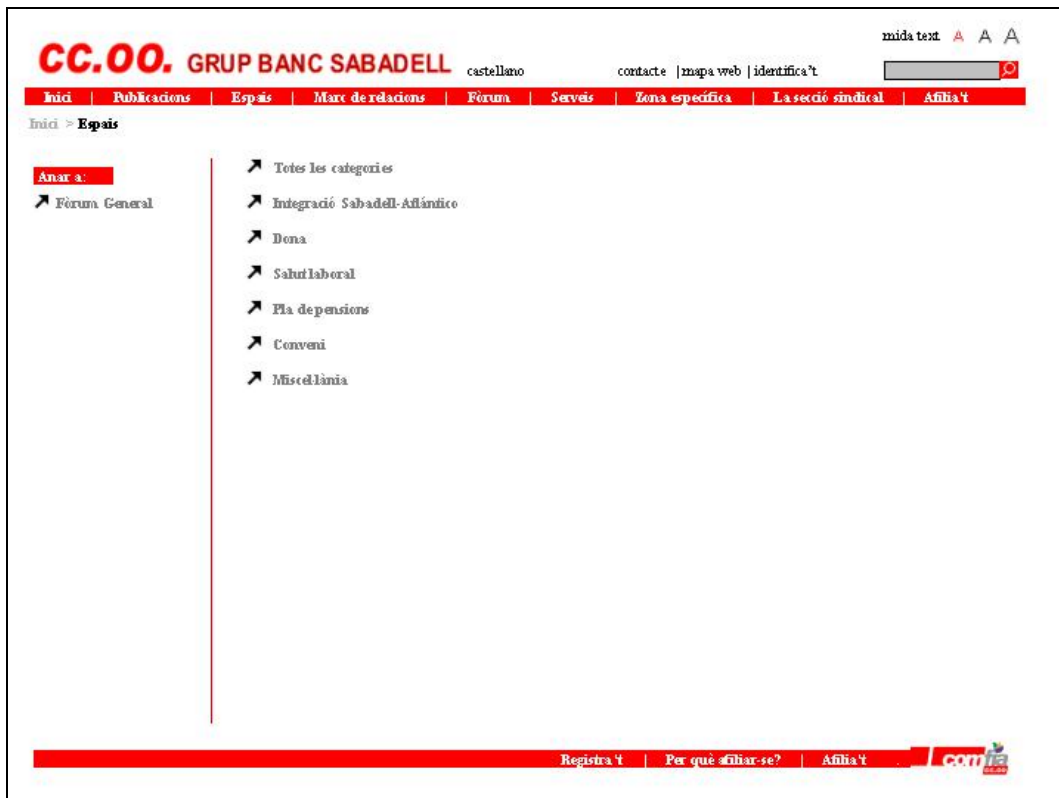 mida text A A A
CC.OO. GRUP BANC SABADELL castellano contacte | mapa web | identifica't
Inici | Publicacions | Espais | Marc de relacions | Fòrum | Serveis | Zona específica | La secció sindical | Afilia't
Inici > Espais
Anar a:
Fòrum General
Totes les categories
Integració Sabadell-Atlántico
Dona
Salut laboral
Pla de pensions
Conveni
Miscel·lània
Registra't | Per què afiliar-se? | Afilia't
comfia
cc.oo